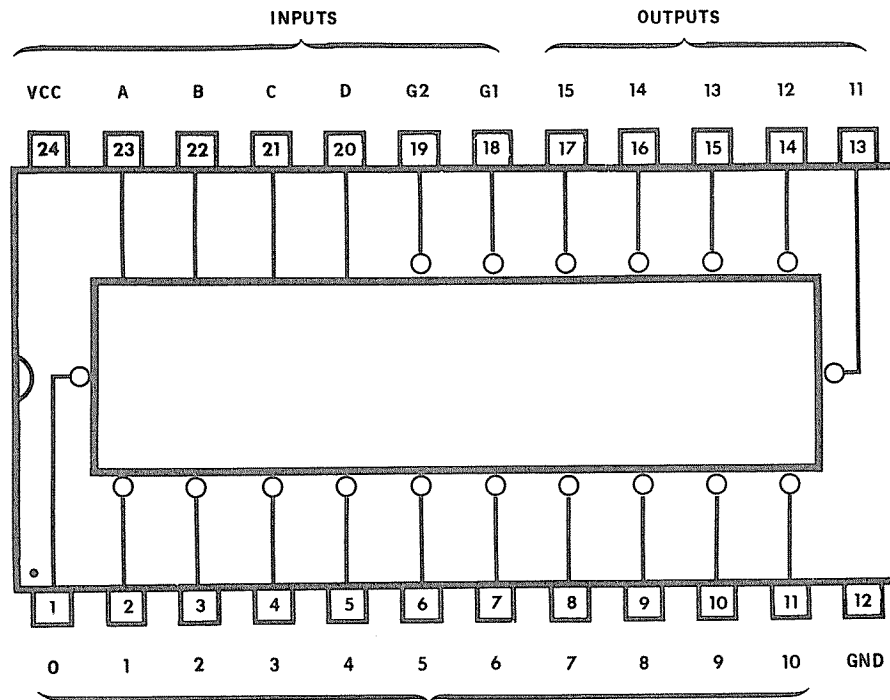 INPUTS OUTPUTS
VCC A B C D G2 G1 15 14 13 12 11
24 23 22 21 20 19 18 17 16 15 14 13
1 2 3 4 5 6 7 8 9 10 11 12
0 1 2 3 4 5 6 7 8 9 10 GND